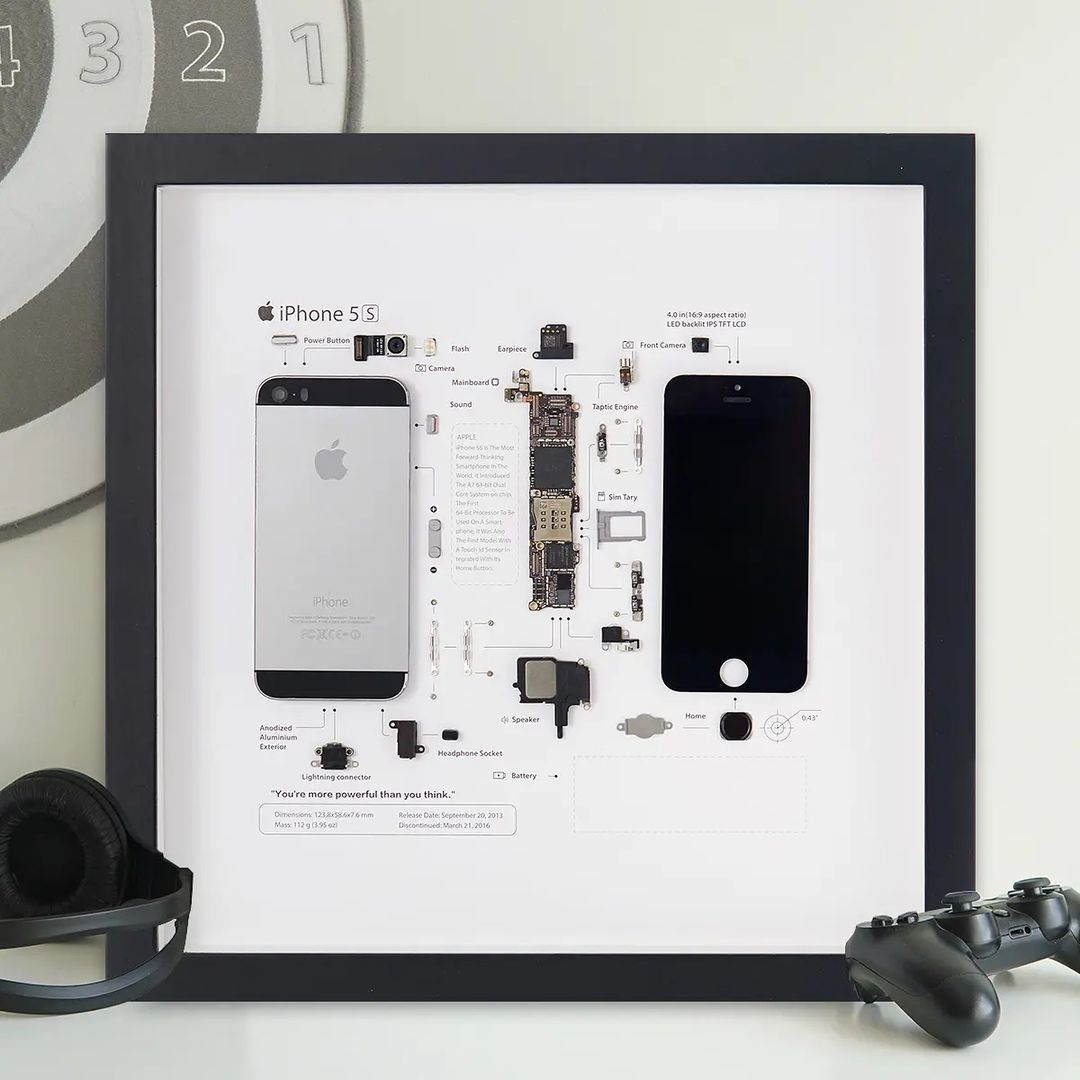 4 3 2 1
iPhone 5 S
4.0 in(16:9 aspect ratio)
LED backlit IPS TFT LCD
Power Button
Flash
Earpiece
Front Camera
Camera
Mainboard
Sound
Taptic Engine
APPLE
iPhone 5S is The Most
Forward-Thinking
Smartphone In The
World, it Introduced
The A7 64-bit Dual
Core System on chip,
The First
64-Bit Processor To Be
Used On A Smart-
phone, It Was Also
The First Model With
A Touch Id Sensor In
tegrated With Its
Home Button.
Sim Tary
iPhone
Speaker
Home
0.43"
Anodized
Aluminium
Exterior
Headphone Socket
Lightning connector
Battery
"You're more powerful than you think."
Dimensions: 123.8x58.6x7.6 mm
Release Date: September 20, 2013
Mass: 112 g (3.95 oz)
Discontinued: March 21, 2016